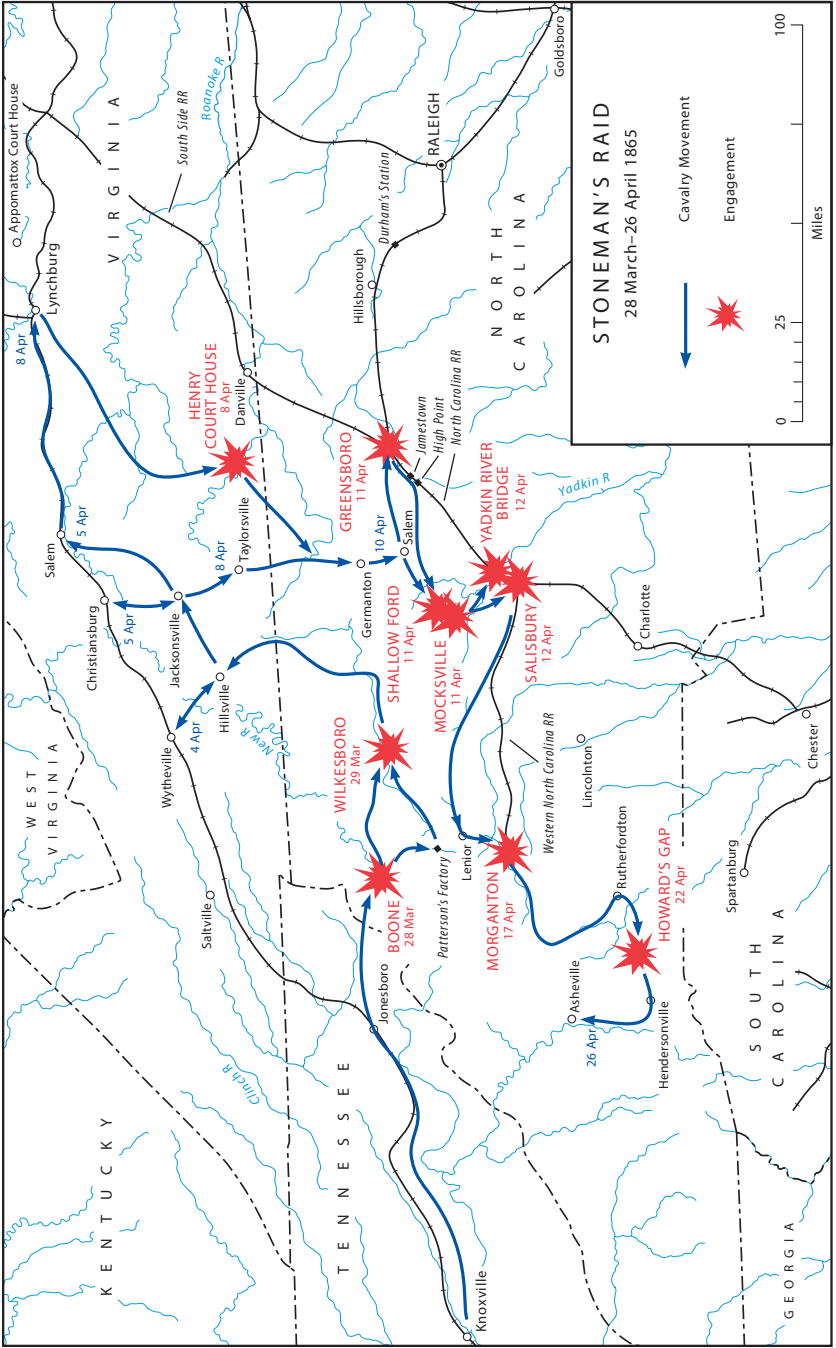 STONEMAN'S RAID
28 March–26 April 1865
Cavalry Movement
Engagement
0
25
100
Miles
KENTUCKY
WEST
VIRGINIA
VIRGINIA
TENNESSEE
NORTH
CAROLINA
SOUTH
CAROLINA
GEORGIA
Appomattox Court House
Lynchburg
8 Apr
South Side RR
Roanoke R
Salem
5 Apr
Christiansburg
5 Apr
Jacksonville
8 Apr
Taylorsville
HENRY
COURT HOUSE
8 Apr
Danville
Wytheville
4 Apr
Hillsville
New R
Saltville
Clinch R
Knoxville
Jonesboro
BOONE
28 Mar
WILKESBORO
29 Mar
Patterson's Factory
Germanton
10 Apr
Salem
GREENSBORO
11 Apr
Jamestown
High Point
North Carolina RR
Hillsborough
Durham's Station
RALEIGH
Goldsboro
SHALLOW FORD
11 Apr
MOCKSVILLE
11 Apr
YADKIN RIVER
BRIDGE
12 Apr
Yadkin R
SALISBURY
12 Apr
Lenior
MORGANTON
17 Apr
Western North Carolina RR
Lincolnton
Charlotte
Rutherfordton
HOWARD'S GAP
22 Apr
Hendersonville
Asheville
26 Apr
Spartanburg
Chester